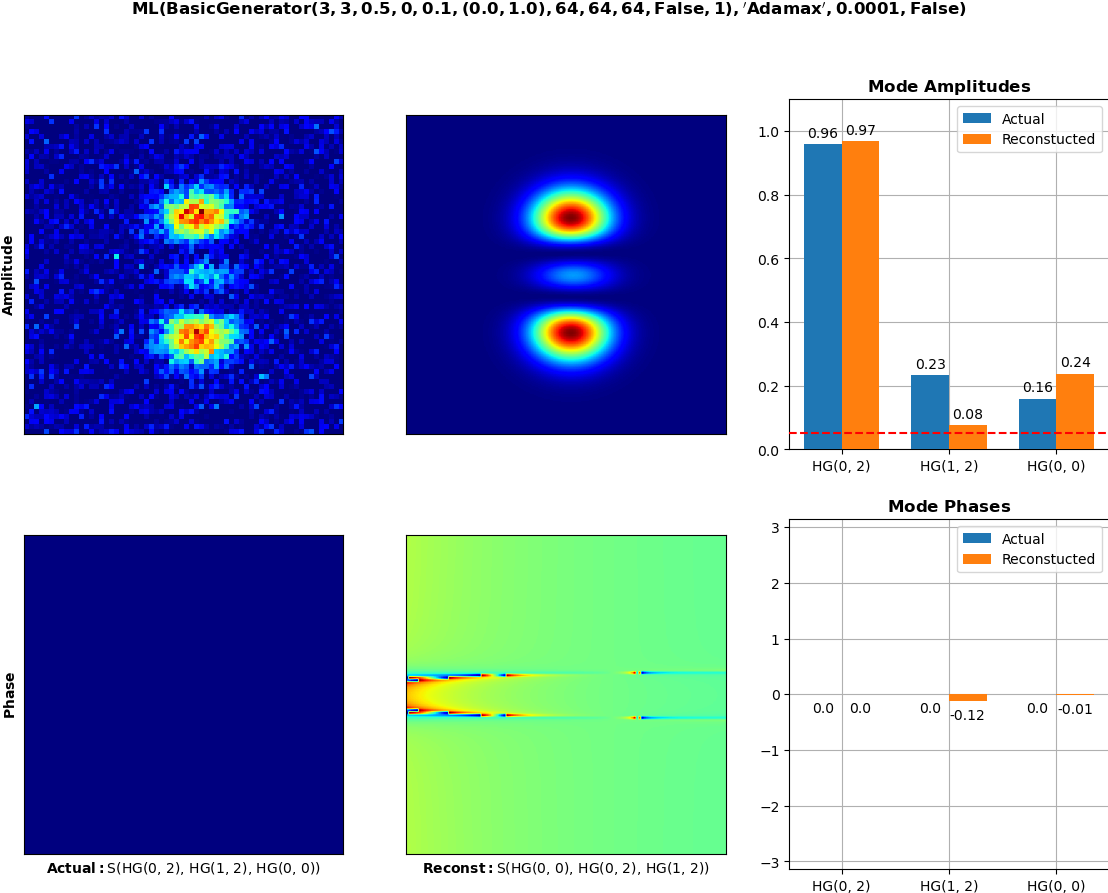 ML(BasicGenerator(3, 3, 0.5, 0, 0.1, (0.0, 1.0), 64, 64, 64, False, 1), ′Adamax′, 0.0001, False)
Amplitude
Mode Amplitudes
Actual
Reconstucted
1.0
0.8
0.6
0.4
0.2
0.0
0.96
0.97
0.23
0.08
0.16
0.24
HG(0, 2)
HG(1, 2)
HG(0, 0)
Phase
Actual: S(HG(0, 2), HG(1, 2), HG(0, 0))
Reconst: S(HG(0, 0), HG(0, 2), HG(1, 2))
Mode Phases
Actual
Reconstucted
3
2
1
0
−1
−2
−3
0.0
0.0
0.0
-0.12
0.0
-0.01
HG(0, 2)
HG(1, 2)
HG(0, 0)